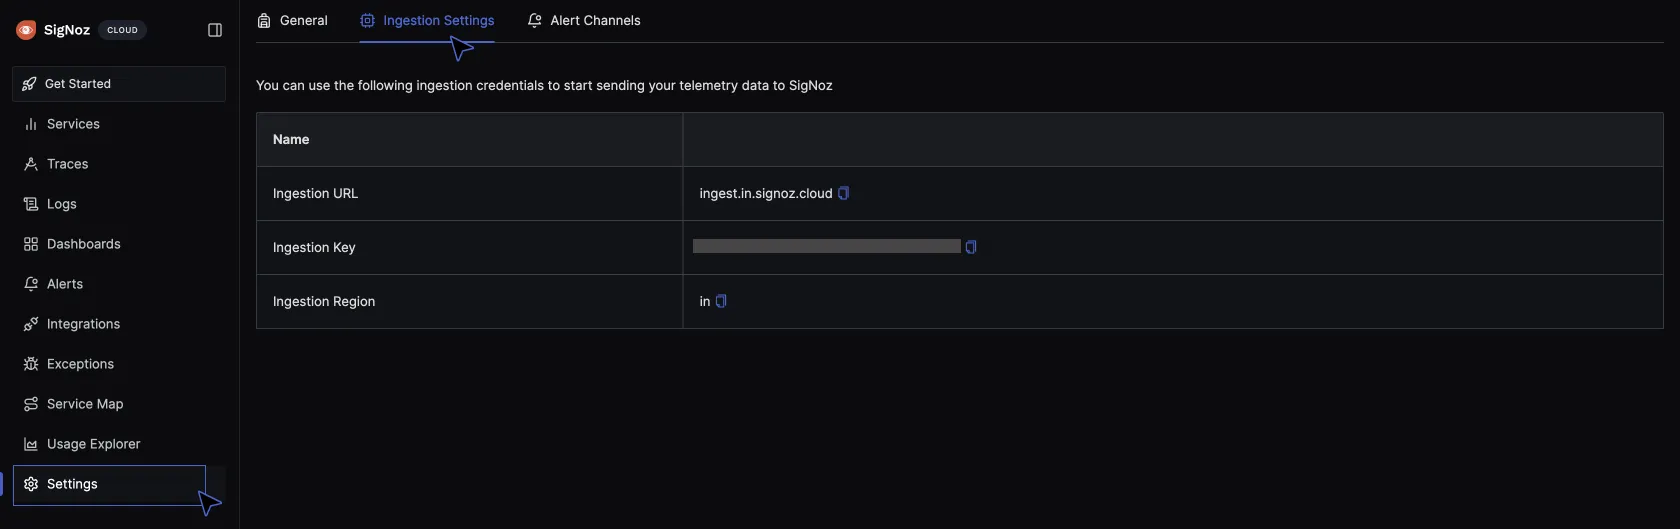 SigNoz CLOUD
Get Started
Services
Traces
Logs
Dashboards
Alerts
Integrations
Exceptions
Service Map
Usage Explorer
Settings
General Ingestion Settings Alert Channels
You can use the following ingestion credentials to start sending your telemetry data to SigNoz
Name
Ingestion URL ingest.in.signoz.cloud
Ingestion Key
Ingestion Region in